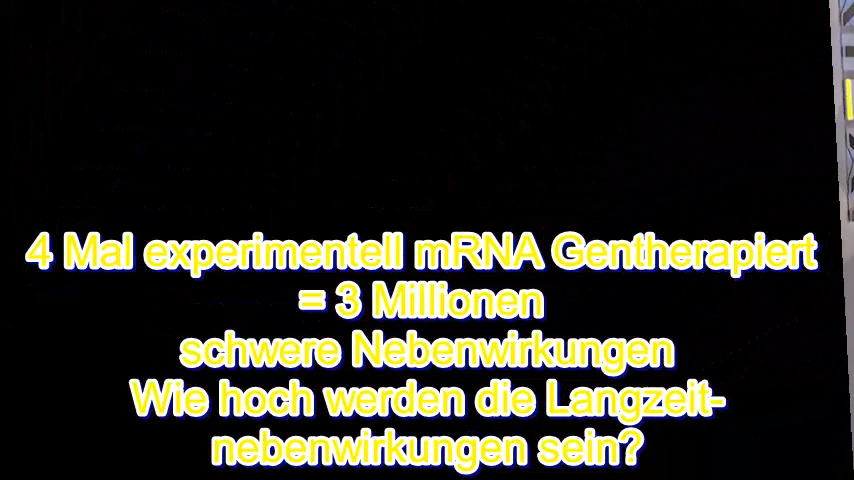 4 Mal experimentell mRNA Gentherapiert
= 3 Millionen
schwere Nebenwirkungen
Wie hoch werden die Langzeit-
nebenwirkungen sein?